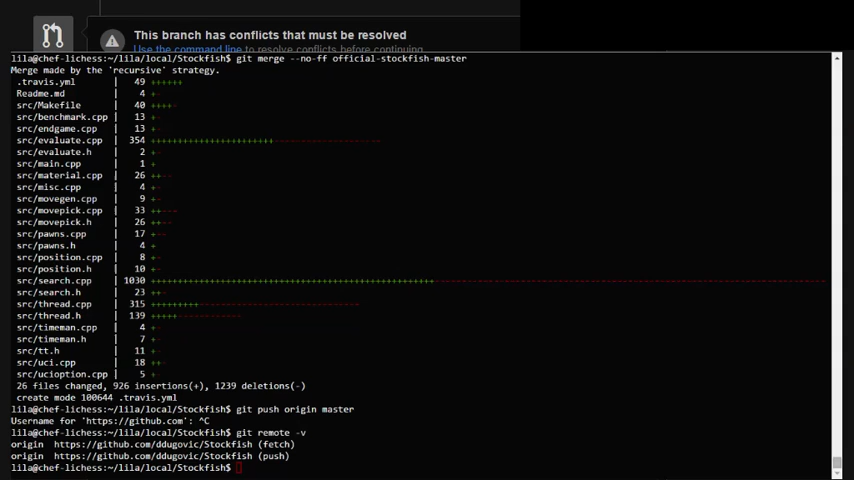 This branch has conflicts that must be resolved
Use the command line to resolve conflicts before continuing.
lila@chef-lichess:~/lila/local/Stockfish$ git merge --no-ff official-stockfish-master
Merge made by the 'recursive' strategy.
.travis.yml | 49 ++++++
Readme.md | 4 +-
src/Makefile | 40 ++++-
src/benchmark.cpp | 13 +-
src/endgame.cpp | 13 +-
src/evaluate.cpp | 354 ++++++++++++++++++++++++--------------------
src/evaluate.h | 2 +-
src/main.cpp | 1 +
src/material.cpp | 26 ++--
src/misc.cpp | 4 +-
src/movegen.cpp | 9 +-
src/movepick.cpp | 33 ++---
src/movepick.h | 26 ++--
src/pawns.cpp | 17 +-
src/pawns.h | 4 +
src/position.cpp | 8 +-
src/position.h | 10 +-
src/search.cpp | 1030 +++++++++++++++++++++++++++++++++++++++++++++++++---------------------------------------------------------------------
src/search.h | 23 ++-
src/thread.cpp | 315 +++++++++----------------------------
src/thread.h | 139 +++++------------
src/timeman.cpp | 4 +-
src/timeman.h | 7 +-
src/tt.h | 11 +-
src/uci.cpp | 18 ++-
src/ucioption.cpp | 5 +-
26 files changed, 926 insertions(+), 1239 deletions(-)
create mode 100644 .travis.yml
lila@chef-lichess:~/lila/local/Stockfish$ git push origin master
Username for 'https://github.com': ^C
lila@chef-lichess:~/lila/local/Stockfish$ git remote -v
origin https://github.com/ddugovic/Stockfish (fetch)
origin https://github.com/ddugovic/Stockfish (push)
lila@chef-lichess:~/lila/local/Stockfish$